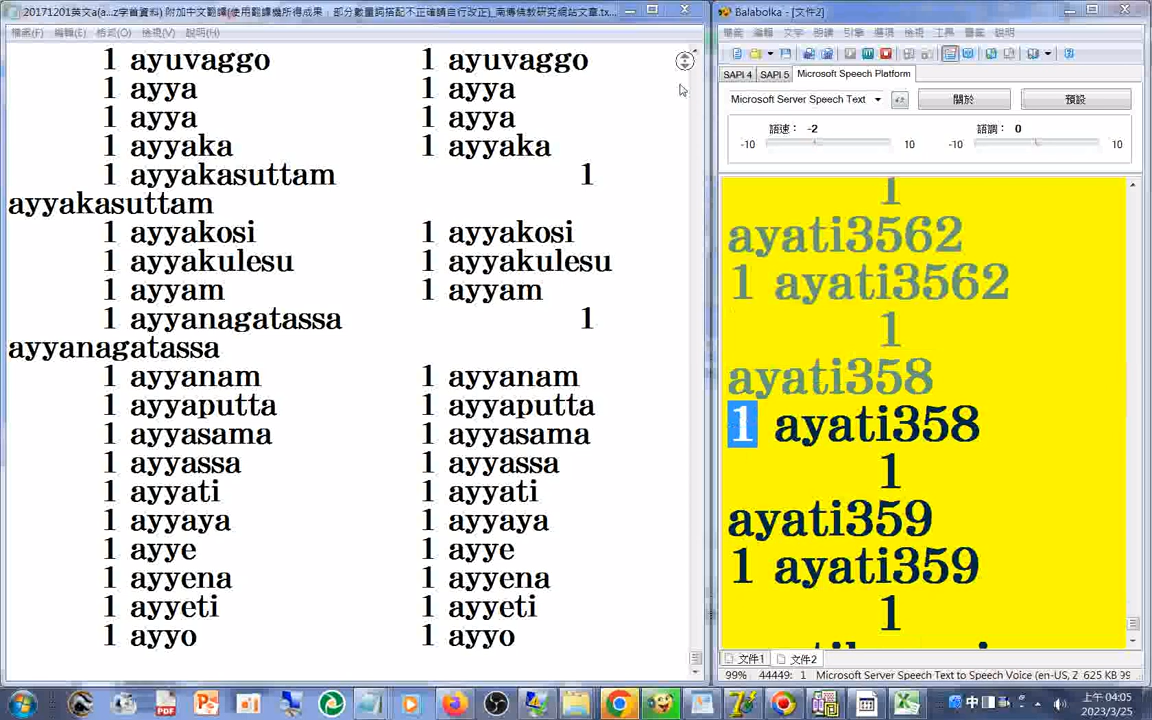 20171201英文a(a...z字首資料) 附加中文翻譯(使用翻譯機所得成果，部分數量詞搭配不正確請自行改正)_南傳佛教研究網站文章.tx...
檔案(F) 編輯(E) 格式(O) 檢視(V) 說明(H)
1 ayuvaggo 1 ayuvaggo
1 ayya 1 ayya
1 ayya 1 ayya
1 ayyaka 1 ayyaka
1 ayyakasuttam 1
ayyakasuttam
1 ayyakosi 1 ayyakosi
1 ayyakulesu 1 ayyakulesu
1 ayyam 1 ayyam
1 ayyanagatassa 1
ayyanagatassa
1 ayyanam 1 ayyanam
1 ayyaputta 1 ayyaputta
1 ayyasama 1 ayyasama
1 ayyassa 1 ayyassa
1 ayyati 1 ayyati
1 ayyaya 1 ayyaya
1 ayye 1 ayye
1 ayyena 1 ayyena
1 ayyeti 1 ayyeti
1 ayyo 1 ayyo
Balabolka - [文件2]
檔案 編輯 文字 朗讀 引擎 選項 檢視 工具 書籤 說明
SAPI 4 SAPI 5 Microsoft Speech Platform
Microsoft Server Speech Text 關於 預設
語速： -2 語調： 0
-10 10 -10 10
1
ayati3562
1 ayati3562
1
ayati358
1 ayati358
1
ayati359
1 ayati359
1
文件1 文件2
99% 44449: 1 Microsoft Server Speech Text to Speech Voice (en-US, Z 625 KB 99
中
上午 04:05
2023/3/25